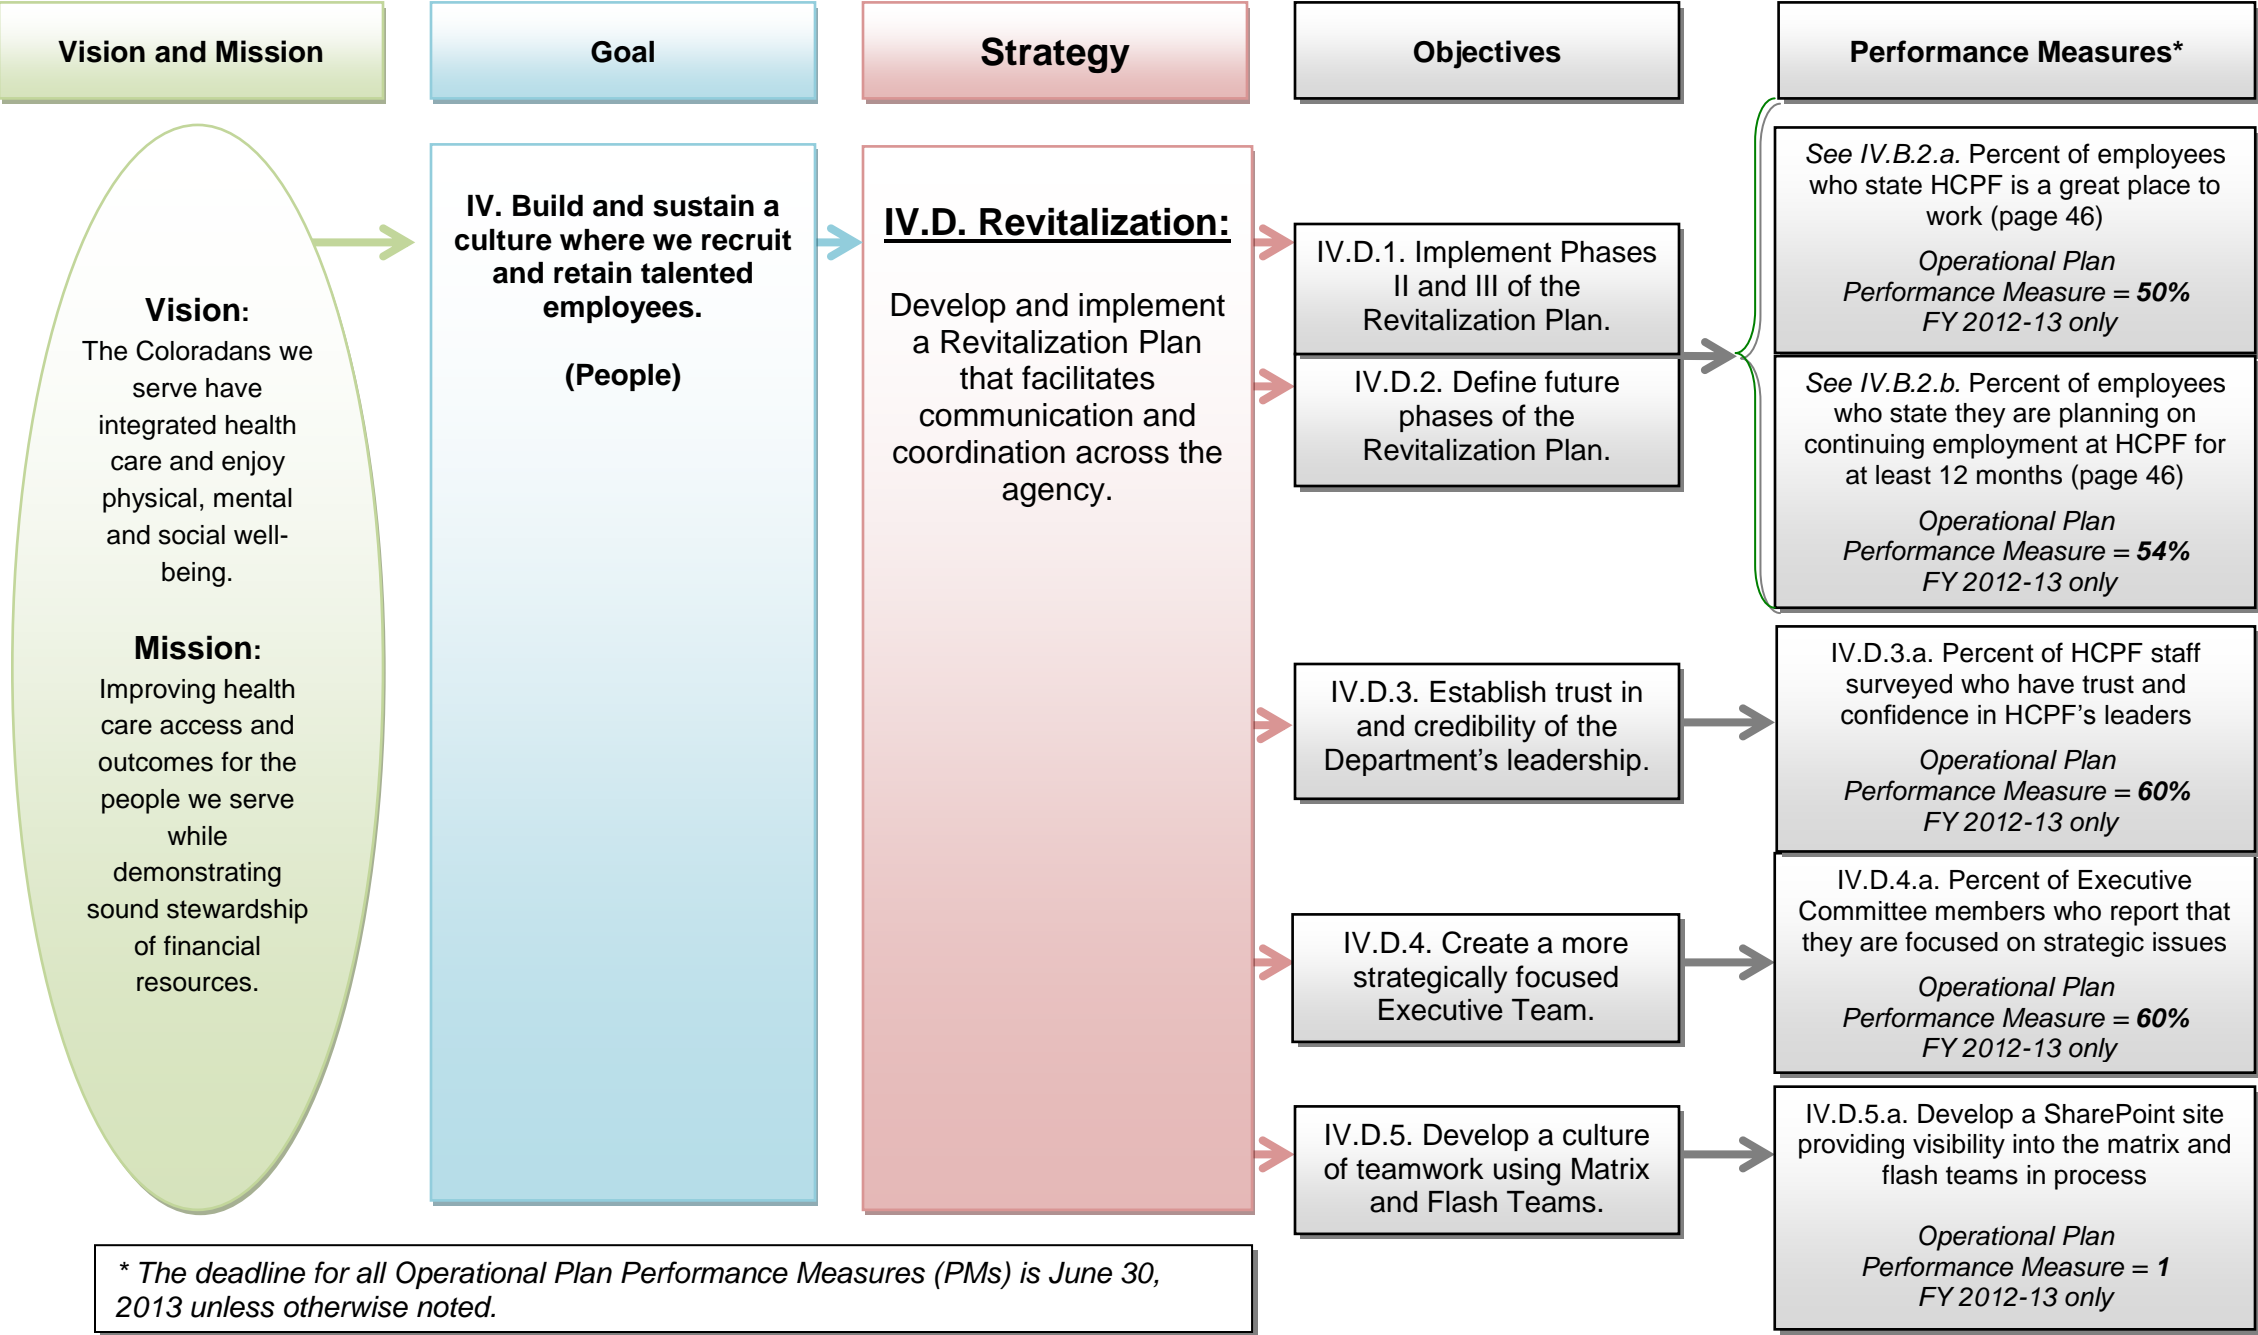 Vision and Mission
Goal
Strategy
Objectives
Performance Measures*
Vision:
The Coloradans we
serve have
integrated health
care and enjoy
physical, mental
and social well-
being.
Mission:
Improving health
care access and
outcomes for the
people we serve
while
demonstrating
sound stewardship
of financial
resources.
IV. Build and sustain a
culture where we recruit
and retain talented
employees.
(People)
IV.D. Revitalization:
Develop and implement
a Revitalization Plan
that facilitates
communication and
coordination across the
agency.
IV.D.1. Implement Phases
II and III of the
Revitalization Plan.
IV.D.2. Define future
phases of the
Revitalization Plan.
IV.D.3. Establish trust in
and credibility of the
Department’s leadership.
IV.D.4. Create a more
strategically focused
Executive Team.
IV.D.5. Develop a culture
of teamwork using Matrix
and Flash Teams.
See IV.B.2.a. Percent of employees
who state HCPF is a great place to
work (page 46)
Operational Plan
Performance Measure = 50%
FY 2012-13 only
See IV.B.2.b. Percent of employees
who state they are planning on
continuing employment at HCPF for
at least 12 months (page 46)
Operational Plan
Performance Measure = 54%
FY 2012-13 only
IV.D.3.a. Percent of HCPF staff
surveyed who have trust and
confidence in HCPF’s leaders
Operational Plan
Performance Measure = 60%
FY 2012-13 only
IV.D.4.a. Percent of Executive
Committee members who report that
they are focused on strategic issues
Operational Plan
Performance Measure = 60%
FY 2012-13 only
IV.D.5.a. Develop a SharePoint site
providing visibility into the matrix and
flash teams in process
Operational Plan
Performance Measure = 1
FY 2012-13 only
* The deadline for all Operational Plan Performance Measures (PMs) is June 30,
2013 unless otherwise noted.